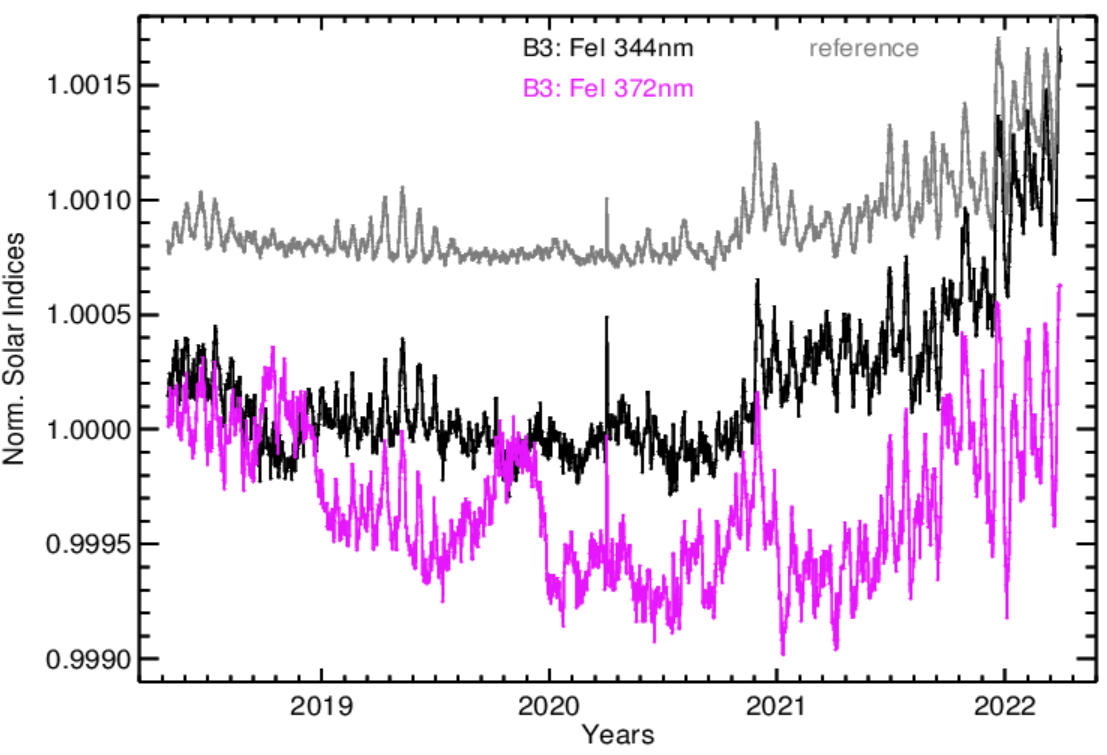 B3: FeI 344nm reference
B3: FeI 372nm
1.0015
1.0010
1.0005
1.0000
0.9995
0.9990
Norm. Solar Indices
2019 2020 2021 2022
Years